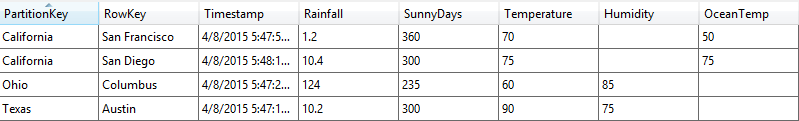 PartitionKey RowKey Timestamp Rainfall SunnyDays Temperature Humidity OceanTemp
California San Francisco 4/8/2015 5:47:5... 1.2 360 70 50
California San Diego 4/8/2015 5:48:1... 10.4 300 75 75
Ohio Columbus 4/8/2015 5:47:2... 124 235 60 85
Texas Austin 4/8/2015 5:47:1... 10.2 300 90 75